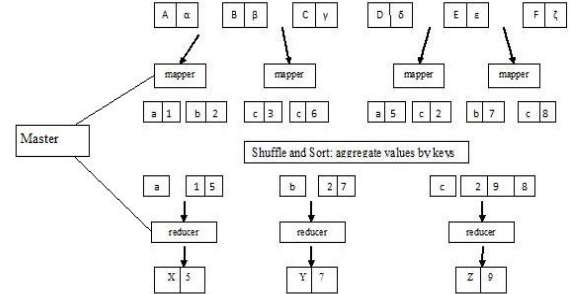 A α B β C γ D δ E ε F ζ
mapper mapper mapper mapper
a 1 b 2 c 3 c 6 a 5 c 2 b 7 c 8
Master
Shuffle and Sort: aggregate values by keys
a 1 5 b 2 7 c 2 9 8
reducer reducer reducer
X 5 Y 7 Z 9